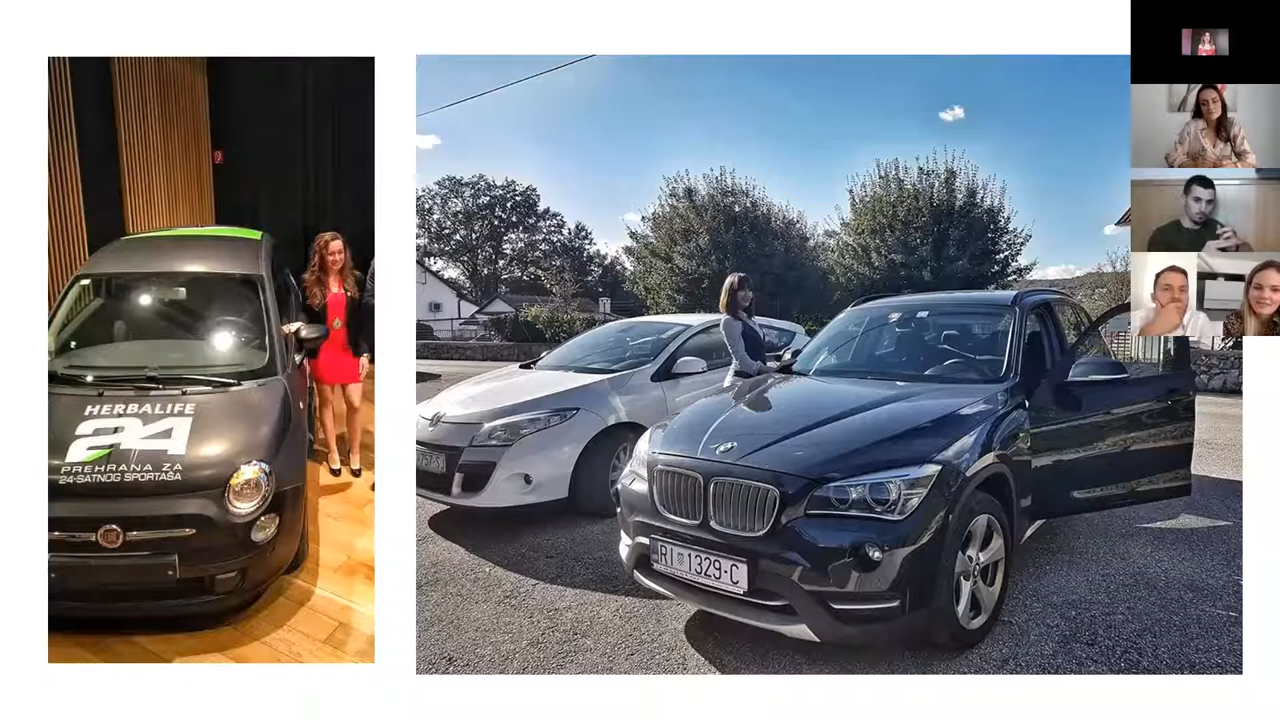 HERBALIFE
24
PREHRANA ZA
24-SATNOG SPORTAŠA
RI 1329-C